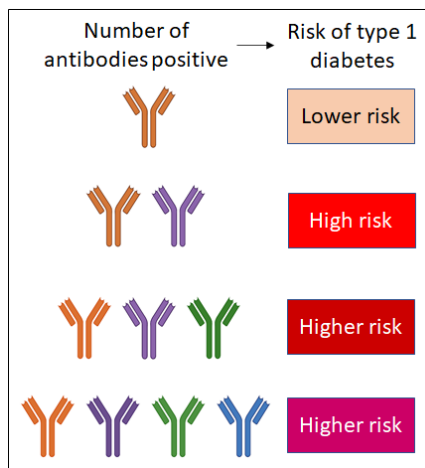 Number of
antibodies positive
Risk of type 1
diabetes
Lower risk
High risk
Higher risk
Higher risk